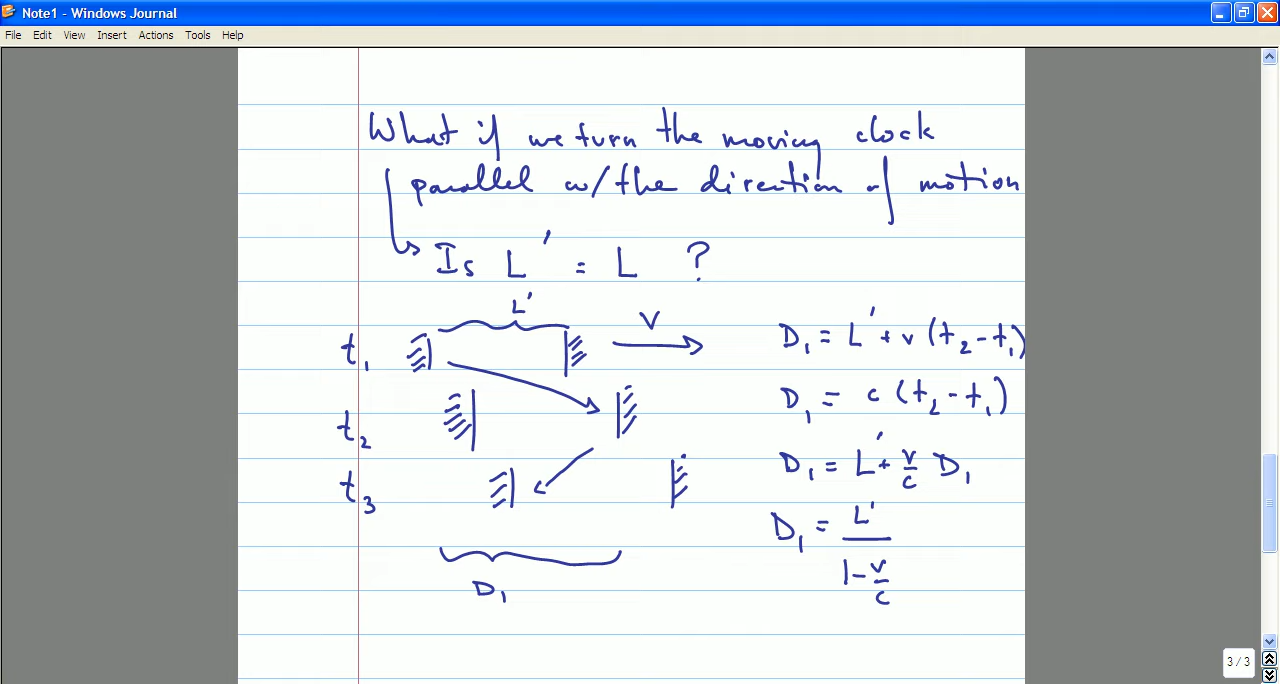 Note1 - Windows Journal
File Edit View Insert Actions Tools Help
What if we turn the moving clock
parallel w/ the direction of motion
Is L' = L ?
L'
V
t1
t2
t3
D1
D1 = L' + v (t2 - t1)
D1 = c (t2 - t1)
D1 = L' + v/c D1
D1 = L' / (1 - v/c)
3 / 3